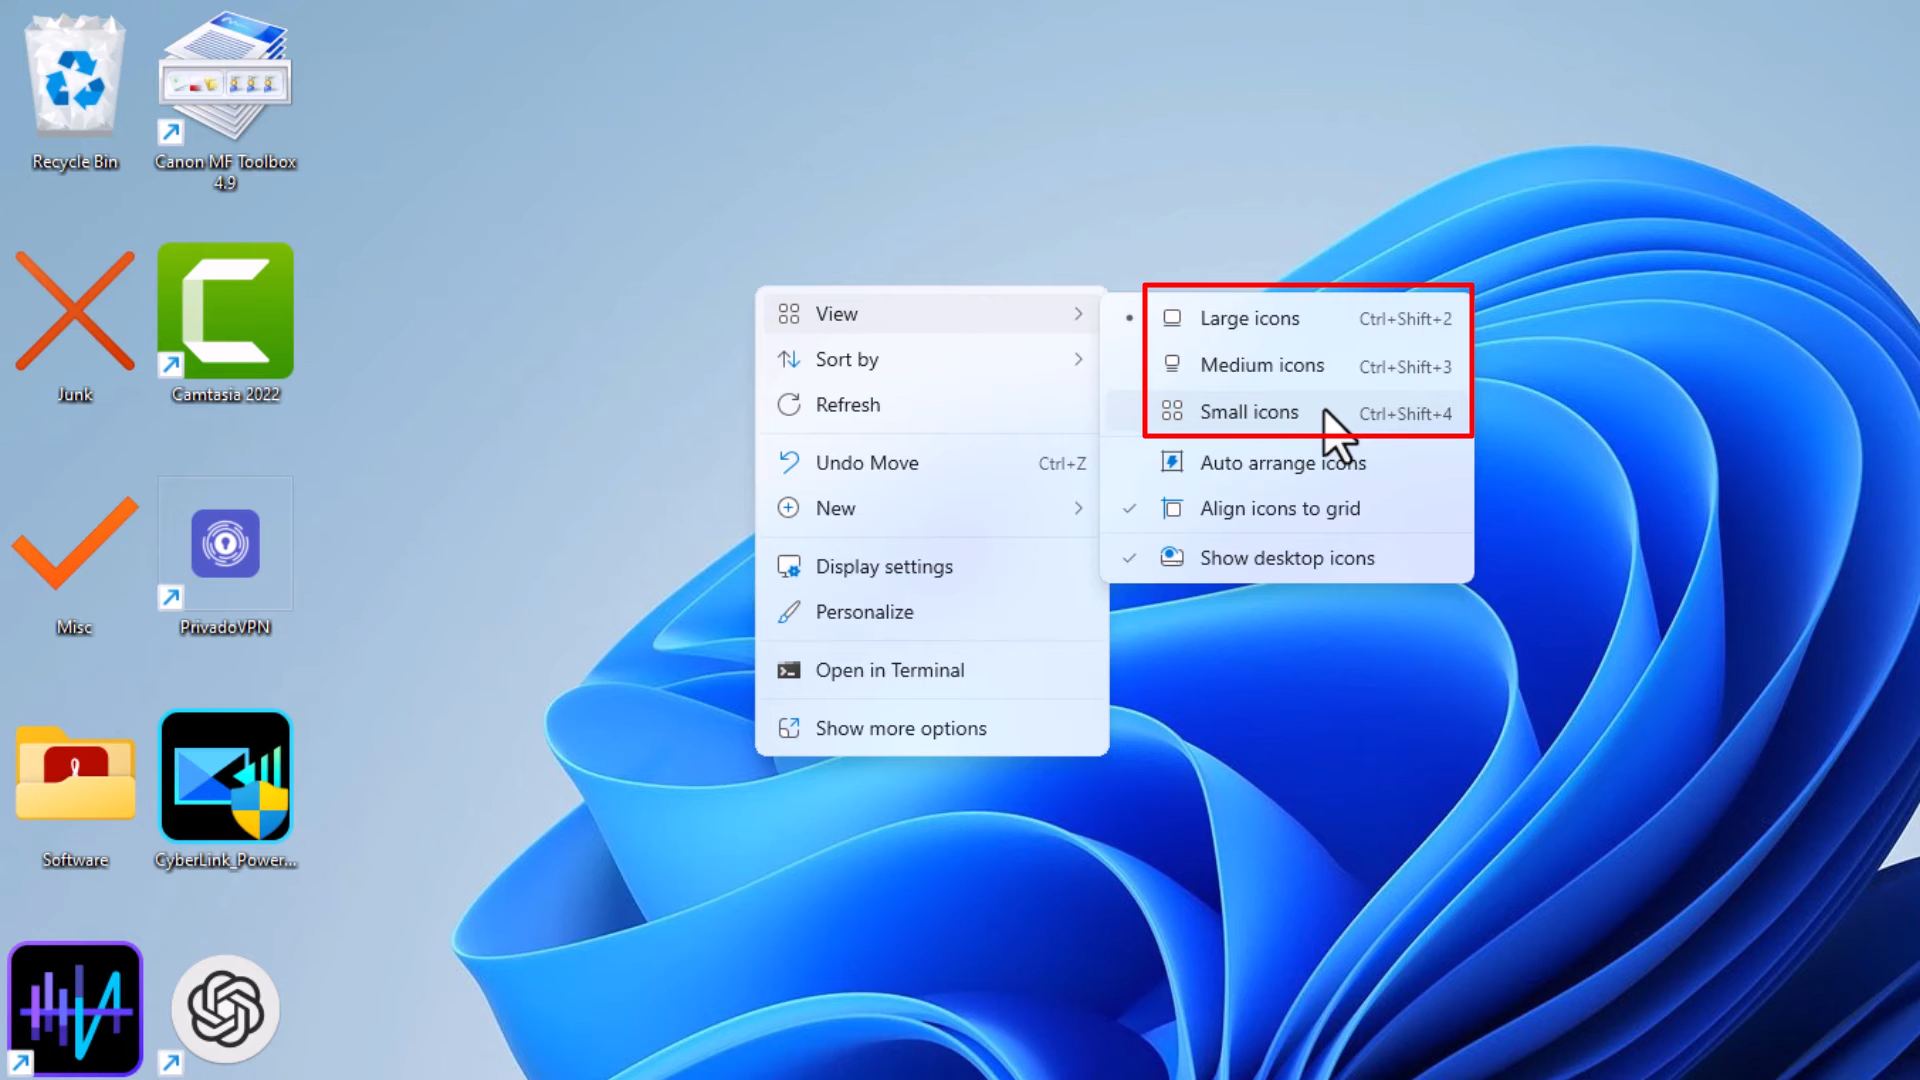 Recycle Bin
Canon MF Toolbox
4.9
Junk
Camtasia 2022
Misc
PrivadoVPN
Software
CyberLink_Power...
View
Sort by
Refresh
Undo Move Ctrl+Z
New
Display settings
Personalize
Open in Terminal
Show more options
Large icons Ctrl+Shift+2
Medium icons Ctrl+Shift+3
Small icons Ctrl+Shift+4
Auto arrange icons
Align icons to grid
Show desktop icons